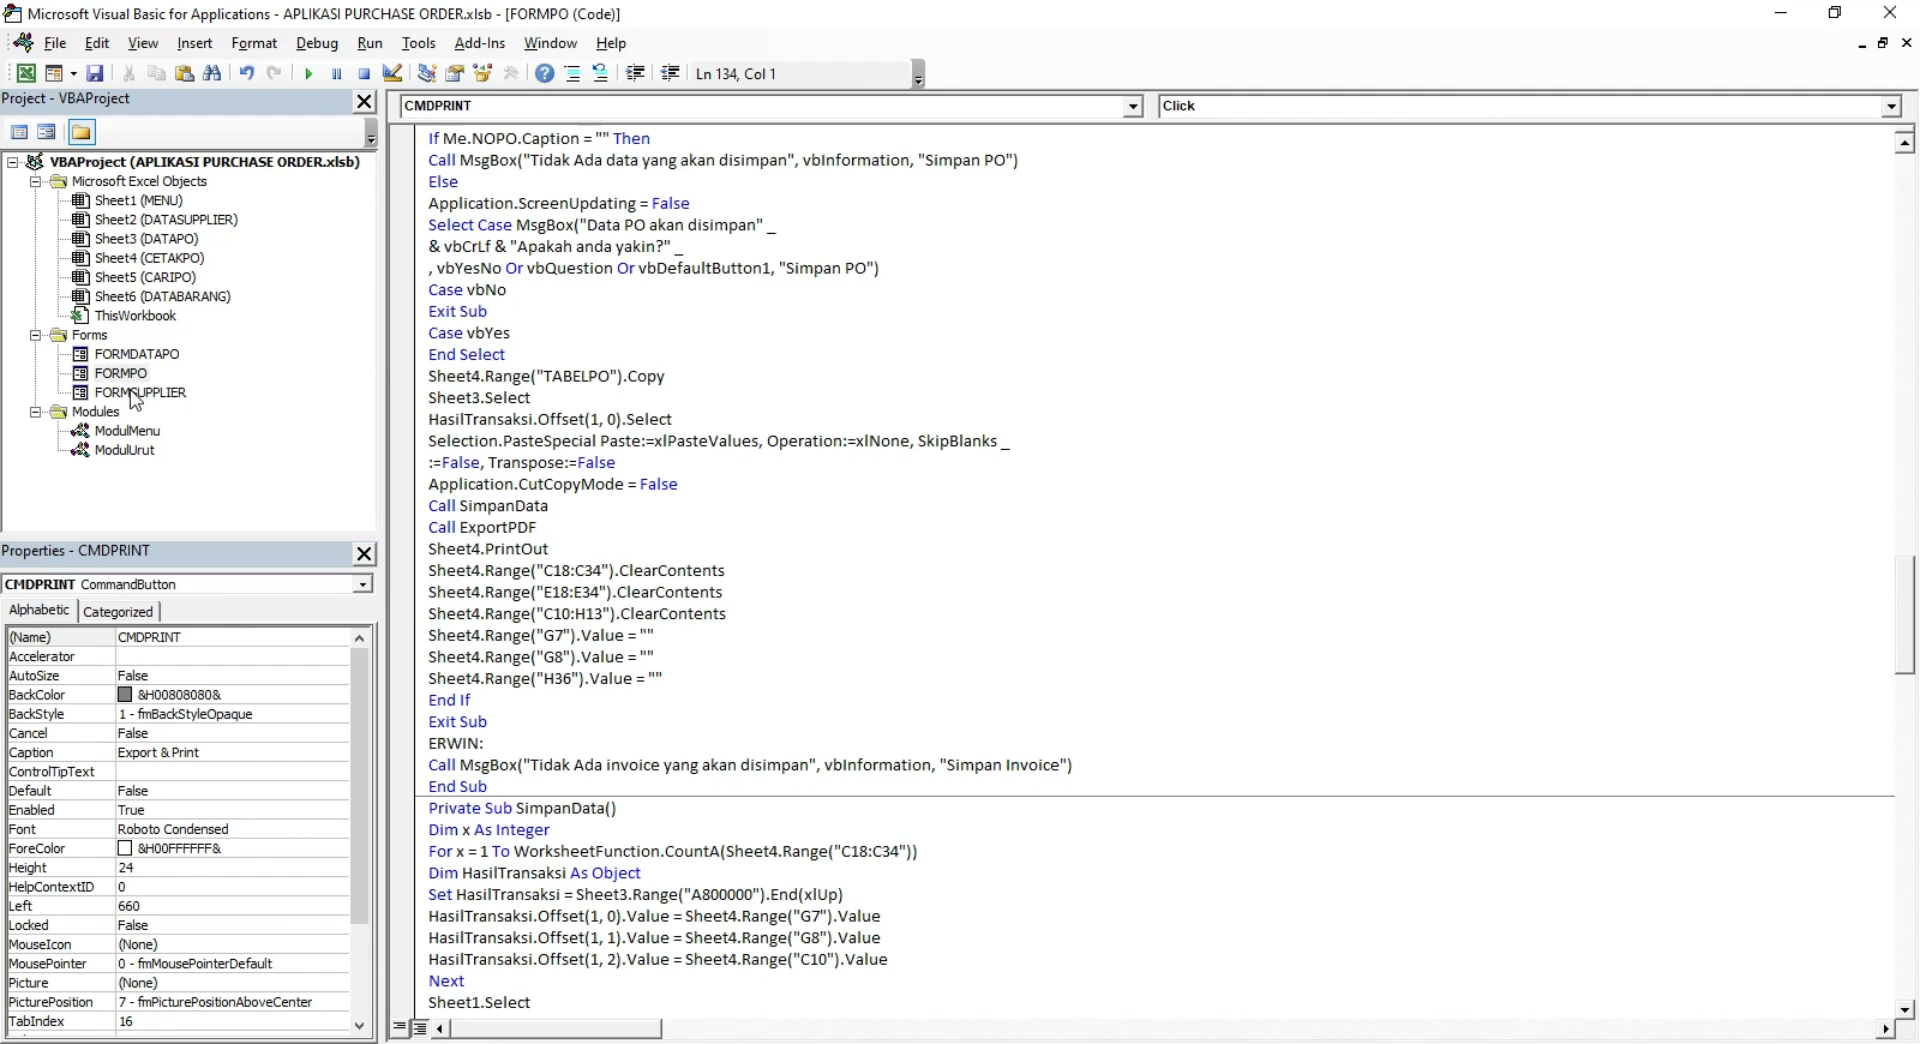 Microsoft Visual Basic for Applications - APLIKASI PURCHASE ORDER.xlsb - [FORMPO (Code)]
File Edit View Insert Format Debug Run Tools Add-Ins Window Help
Ln 134, Col 1
Project - VBAProject
VBAProject (APLIKASI PURCHASE ORDER.xlsb)
Microsoft Excel Objects
Sheet1 (MENU)
Sheet2 (DATASUPPLIER)
Sheet3 (DATAPO)
Sheet4 (CETAKPO)
Sheet5 (CARIPO)
Sheet6 (DATABARANG)
ThisWorkbook
Forms
FORMDATAPO
FORMPO
FORMSUPPLIER
Modules
ModulMenu
ModulUrut
Properties - CMDPRINT
CMDPRINT CommandButton
Alphabetic Categorized
(Name) CMDPRINT
Accelerator
AutoSize False
BackColor &H00808080&
BackStyle 1 - fmBackStyleOpaque
Cancel False
Caption Export & Print
ControlTipText
Default False
Enabled True
Font Roboto Condensed
ForeColor &H00FFFFFF&
Height 24
HelpContextID 0
Left 660
Locked False
MouseIcon (None)
MousePointer 0 - fmMousePointerDefault
Picture (None)
PicturePosition 7 - fmPicturePositionAboveCenter
TabIndex 16
CMDPRINT Click
If Me.NOPO.Caption = "" Then
Call MsgBox("Tidak Ada data yang akan disimpan", vbInformation, "Simpan PO")
Else
Application.ScreenUpdating = False
Select Case MsgBox("Data PO akan disimpan" _
& vbCrLf & "Apakah anda yakin?" _
, vbYesNo Or vbQuestion Or vbDefaultButton1, "Simpan PO")
Case vbNo
Exit Sub
Case vbYes
End Select
Sheet4.Range("TABELPO").Copy
Sheet3.Select
HasilTransaksi.Offset(1, 0).Select
Selection.PasteSpecial Paste:=xlPasteValues, Operation:=xlNone, SkipBlanks _
:=False, Transpose:=False
Application.CutCopyMode = False
Call SimpanData
Call ExportPDF
Sheet4.PrintOut
Sheet4.Range("C18:C34").ClearContents
Sheet4.Range("E18:E34").ClearContents
Sheet4.Range("C10:H13").ClearContents
Sheet4.Range("G7").Value = ""
Sheet4.Range("G8").Value = ""
Sheet4.Range("H36").Value = ""
End If
Exit Sub
ERWIN:
Call MsgBox("Tidak Ada invoice yang akan disimpan", vbInformation, "Simpan Invoice")
End Sub
Private Sub SimpanData()
Dim x As Integer
For x = 1 To WorksheetFunction.CountA(Sheet4.Range("C18:C34"))
Dim HasilTransaksi As Object
Set HasilTransaksi = Sheet3.Range("A800000").End(xlUp)
HasilTransaksi.Offset(1, 0).Value = Sheet4.Range("G7").Value
HasilTransaksi.Offset(1, 1).Value = Sheet4.Range("G8").Value
HasilTransaksi.Offset(1, 2).Value = Sheet4.Range("C10").Value
Next
Sheet1.Select